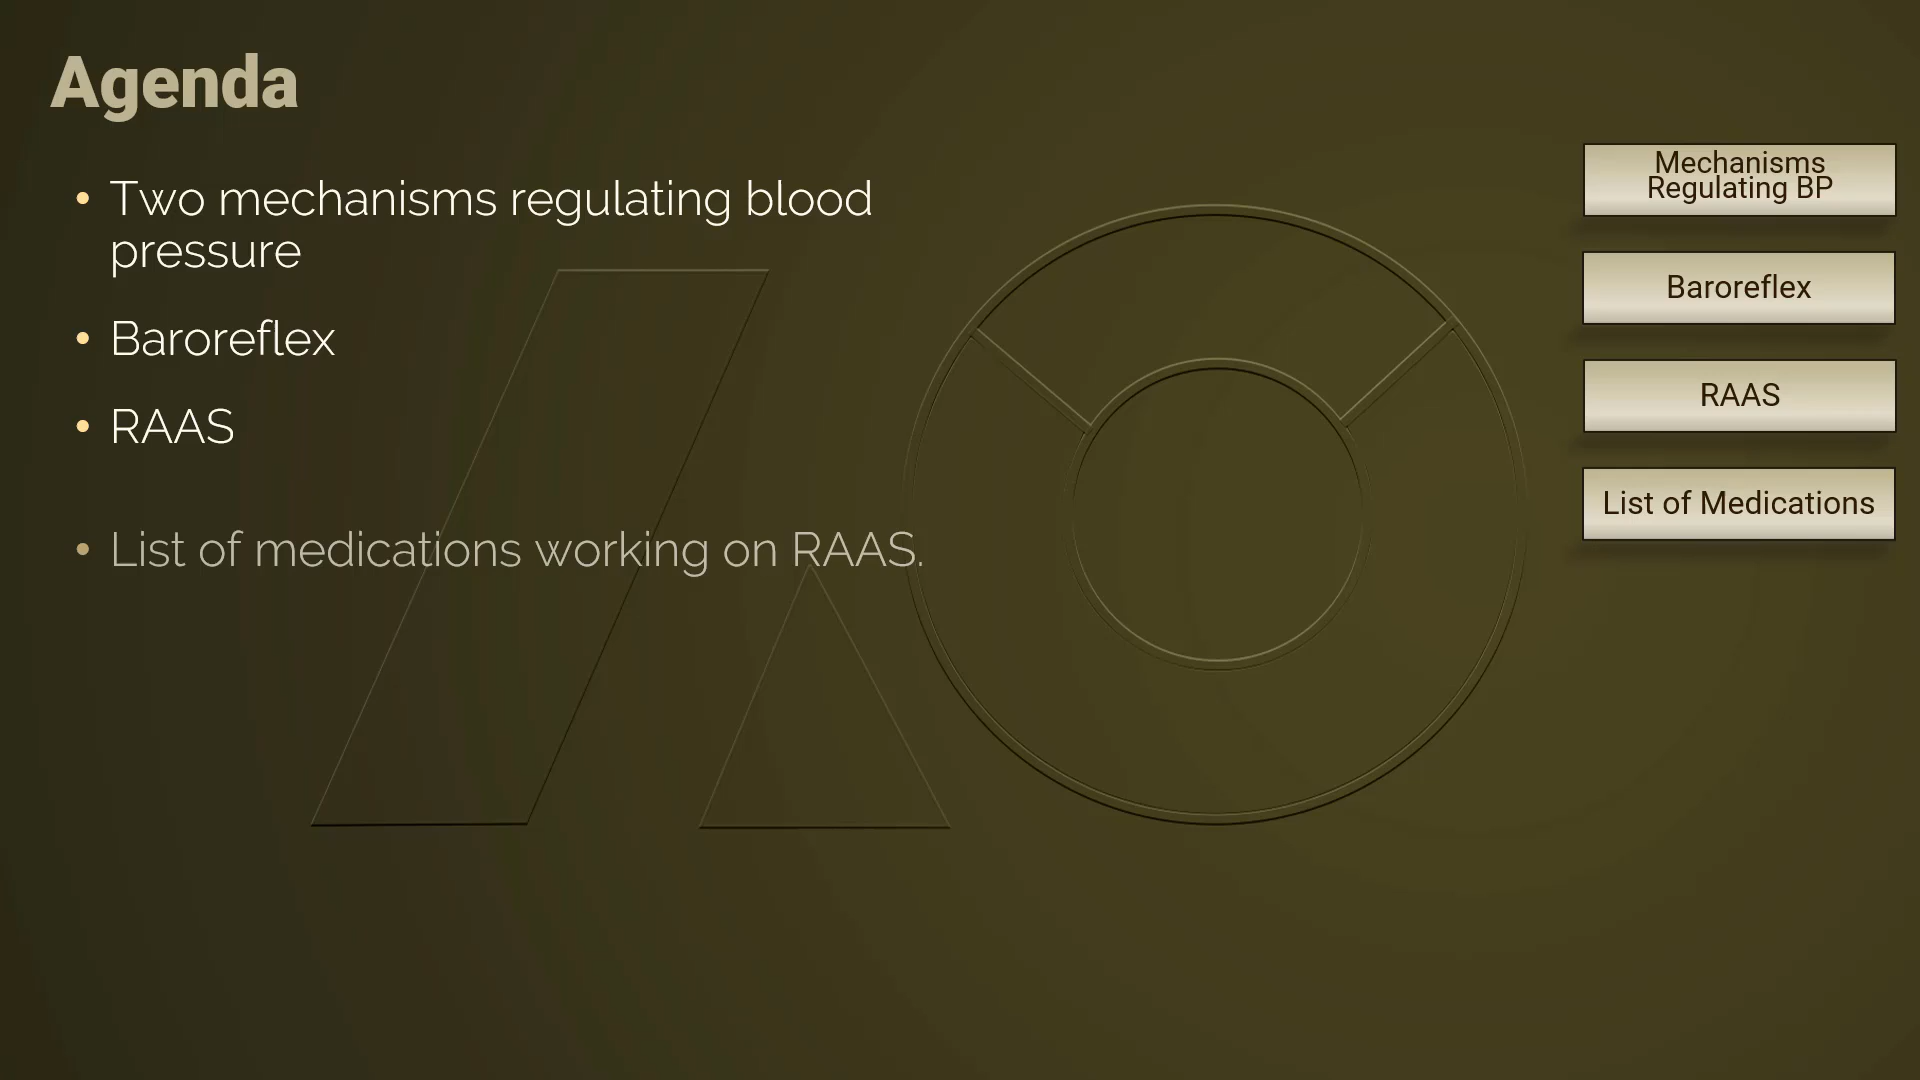 Agenda
• Two mechanisms regulating blood
pressure
• Baroreflex
• RAAS
• List of medications working on RAAS.
Mechanisms
Regulating BP
Baroreflex
RAAS
List of Medications